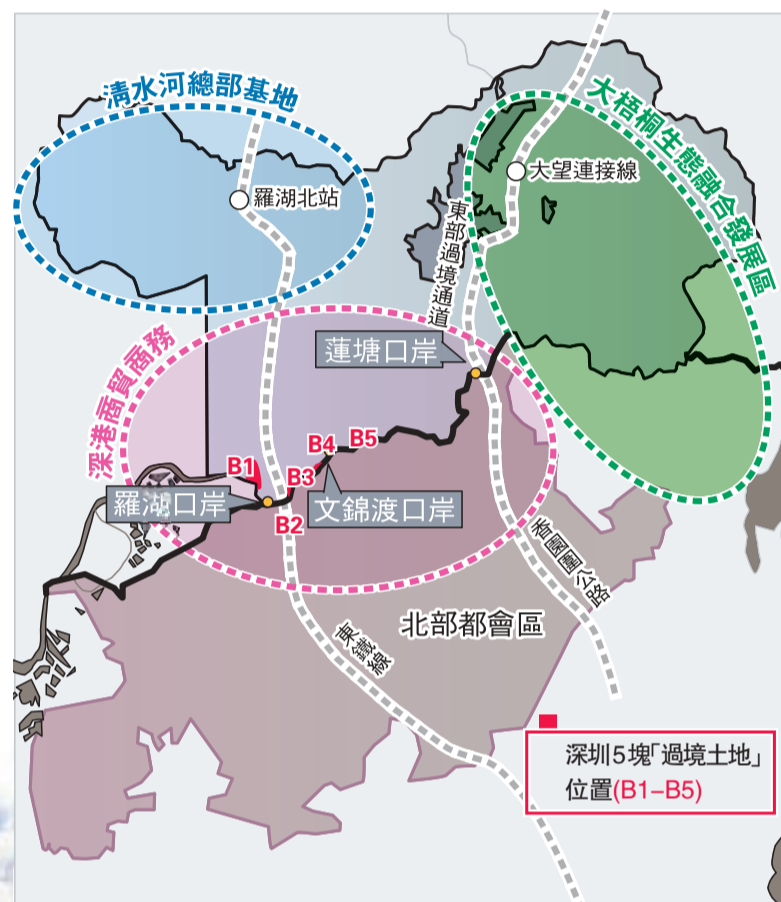 清水河總部基地
大梧桐生態融合發展區
羅湖北站
大望連接線
東部過境通道
深港商貿商務
蓮塘口岸
B1
B4
B5
B3
羅湖口岸
文錦渡口岸
B2
香園圍公路
北部都會區
東鐵線
深圳5塊「過境土地」
位置(B1–B5)